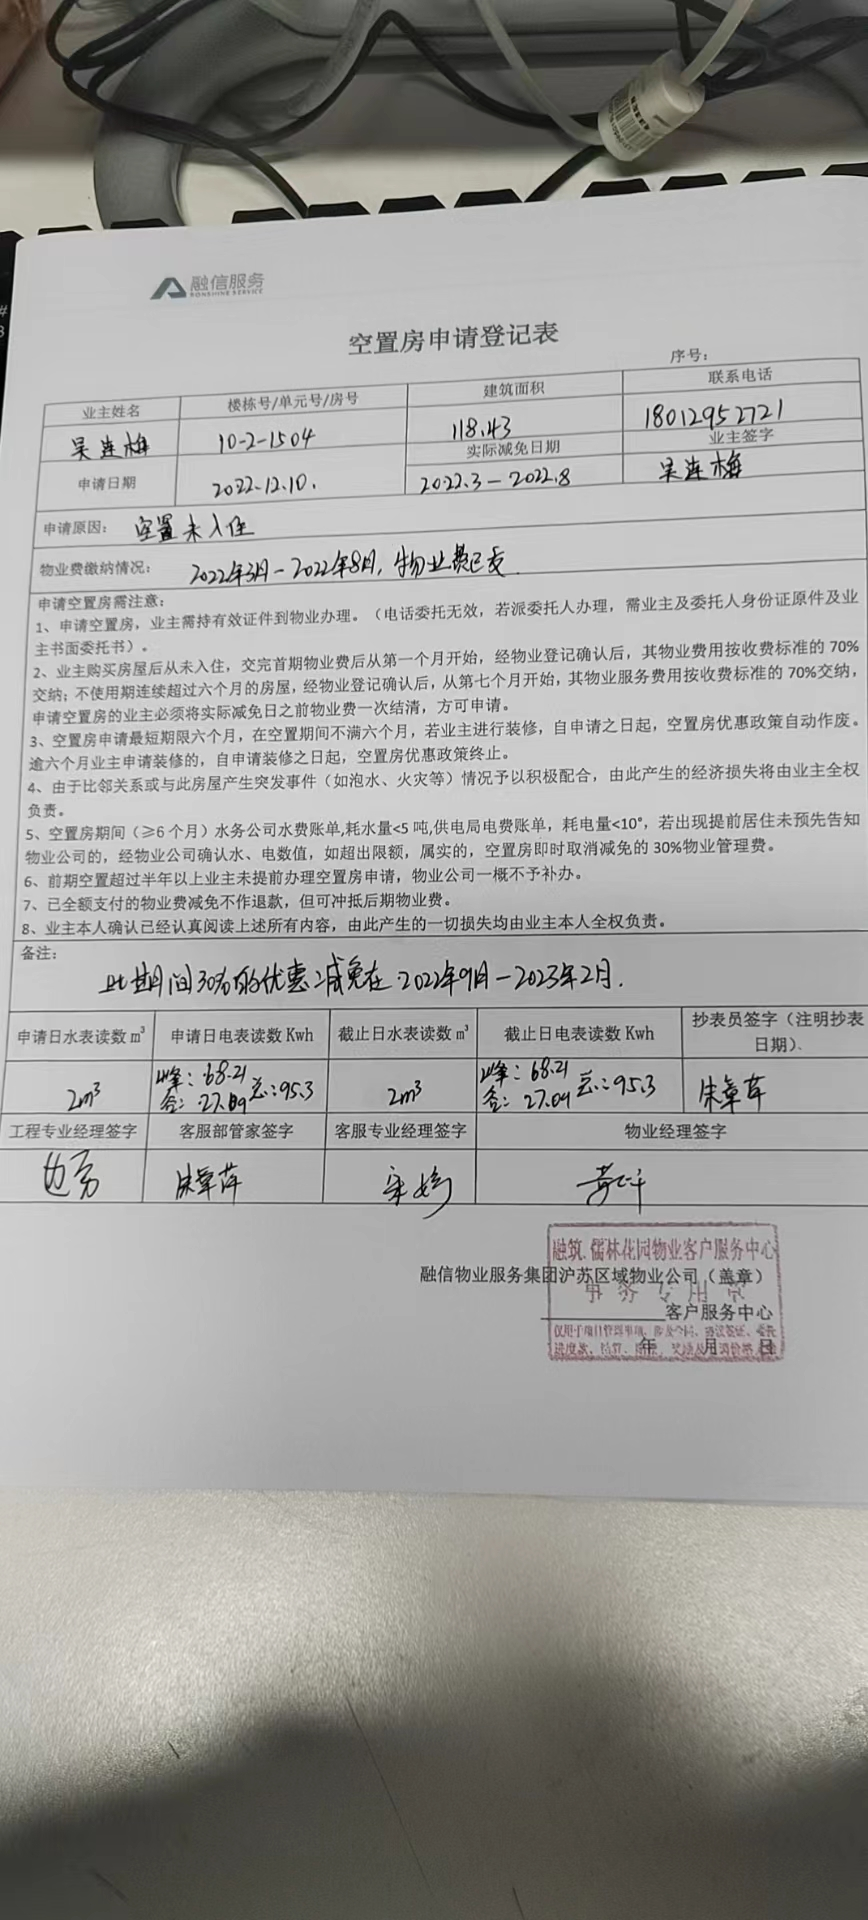 融信服务
RONSHINE SERVICE
空置房申请登记表
序号:
业主姓名 楼栋号/单元号/房号 建筑面积 联系电话
吴连梅 10-2-1504 118.43 18012952721
申请日期 2022.12.10. 实际减免日期 业主签字
2022.3-2022.8 吴连梅
申请原因: 空置未入住
物业费缴纳情况: 2022年3月-2022年8月,物业费已交.
申请空置房需注意:
1、申请空置房,业主需持有效证件到物业办理。(电话委托无效,若派委托人办理,需业主及委托人身份证原件及业
主书面委托书)。
2、业主购买房屋后从未入住,交完首期物业费后从第一个月开始,经物业登记确认后,其物业费用按收费标准的 70%
交纳;不使用期连续超过六个月的房屋,经物业登记确认后,从第七个月开始,其物业服务费用按收费标准的 70%交纳,
申请空置房的业主必须将实际减免日之前物业费一次结清,方可申请。
3、空置房申请最短期限六个月,在空置期间不满六个月,若业主进行装修,自申请之日起,空置房优惠政策自动作废。
逾六个月业主申请装修的,自申请装修之日起,空置房优惠政策终止。
4、由于比邻关系或与此房屋产生突发事件(如泡水、火灾等)情况予以积极配合,由此产生的经济损失将由业主全权
负责。
5、空置房期间(≥6 个月)水务公司水费账单,耗水量<5 吨,供电局电费账单,耗电量<10°,若出现提前居住未预先告知
物业公司的,经物业公司确认水、电数值,如超出限额,属实的,空置房即时取消减免的 30%物业管理费。
6、前期空置超过半年以上业主未提前办理空置房申请,物业公司一概不予补办。
7、已全额支付的物业费减免不作退款,但可冲抵后期物业费。
8、业主本人确认已经认真阅读上述所有内容,由此产生的一切损失均由业主本人全权负责。
备注:
此期间30%的优惠减免在2022年9月-2023年2月.
申请日水表读数 m³ 申请日电表读数 Kwh 截止日水表读数 m³ 截止日电表读数 Kwh 抄表员签字(注明抄表
日期).
2m³ 峰:68.21 谷:27.09 总:95.3 2m³ 峰:68.21 谷:27.09 总:95.3 朱章萍
工程专业经理签字 客服部管家签字 客服专业经理签字 物业经理签字
朱章萍
融筑.儒林花园物业客户服务中心
融信物业服务集团沪苏区域物业公司(盖章)
事务专用章
客户服务中心
年 月 日